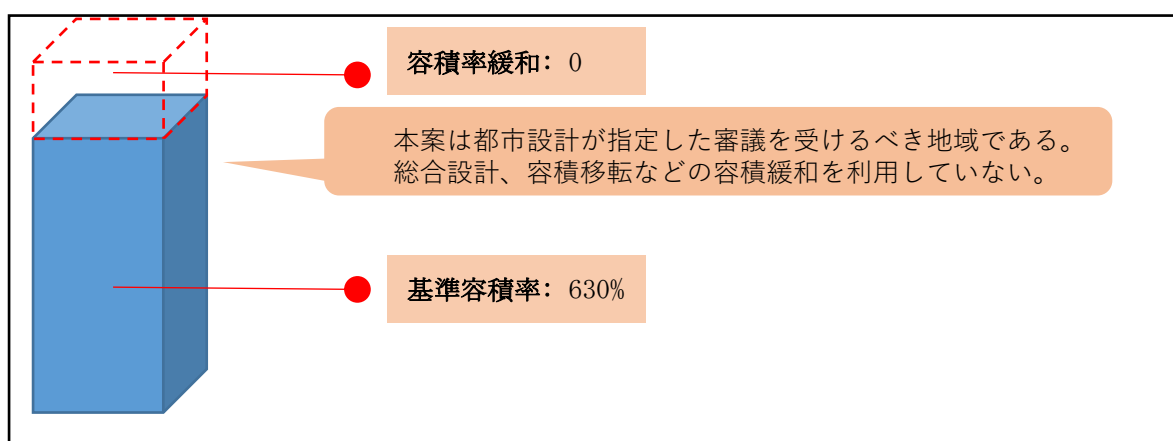 容積率緩和: 0
本案は都市設計が指定した審議を受けるべき地域である。
総合設計、容積移転などの容積緩和を利用していない。
基準容積率: 630%